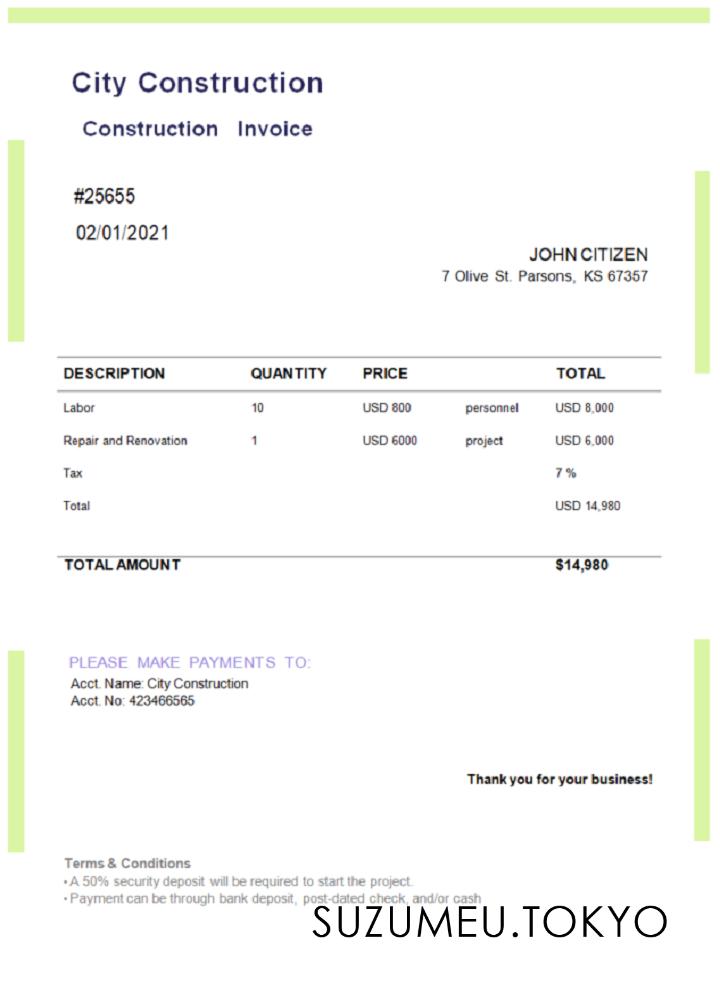 City Construction
Construction Invoice
#25655
02/01/2021
JOHN CITIZEN
7 Olive St. Parsons, KS 67357
DESCRIPTION QUANTITY PRICE TOTAL
Labor 10 USD 800 personnel USD 8,000
Repair and Renovation 1 USD 6000 project USD 6,000
Tax 7 %
Total USD 14,980
TOTAL AMOUNT $14,980
PLEASE MAKE PAYMENTS TO:
Acct. Name: City Construction
Acct. No: 423466565
Thank you for your business!
Terms & Conditions
• A 50% security deposit will be required to start the project.
• Payment can be through bank deposit, post-dated check, and/or cash
SUZUMEU.TOKYO